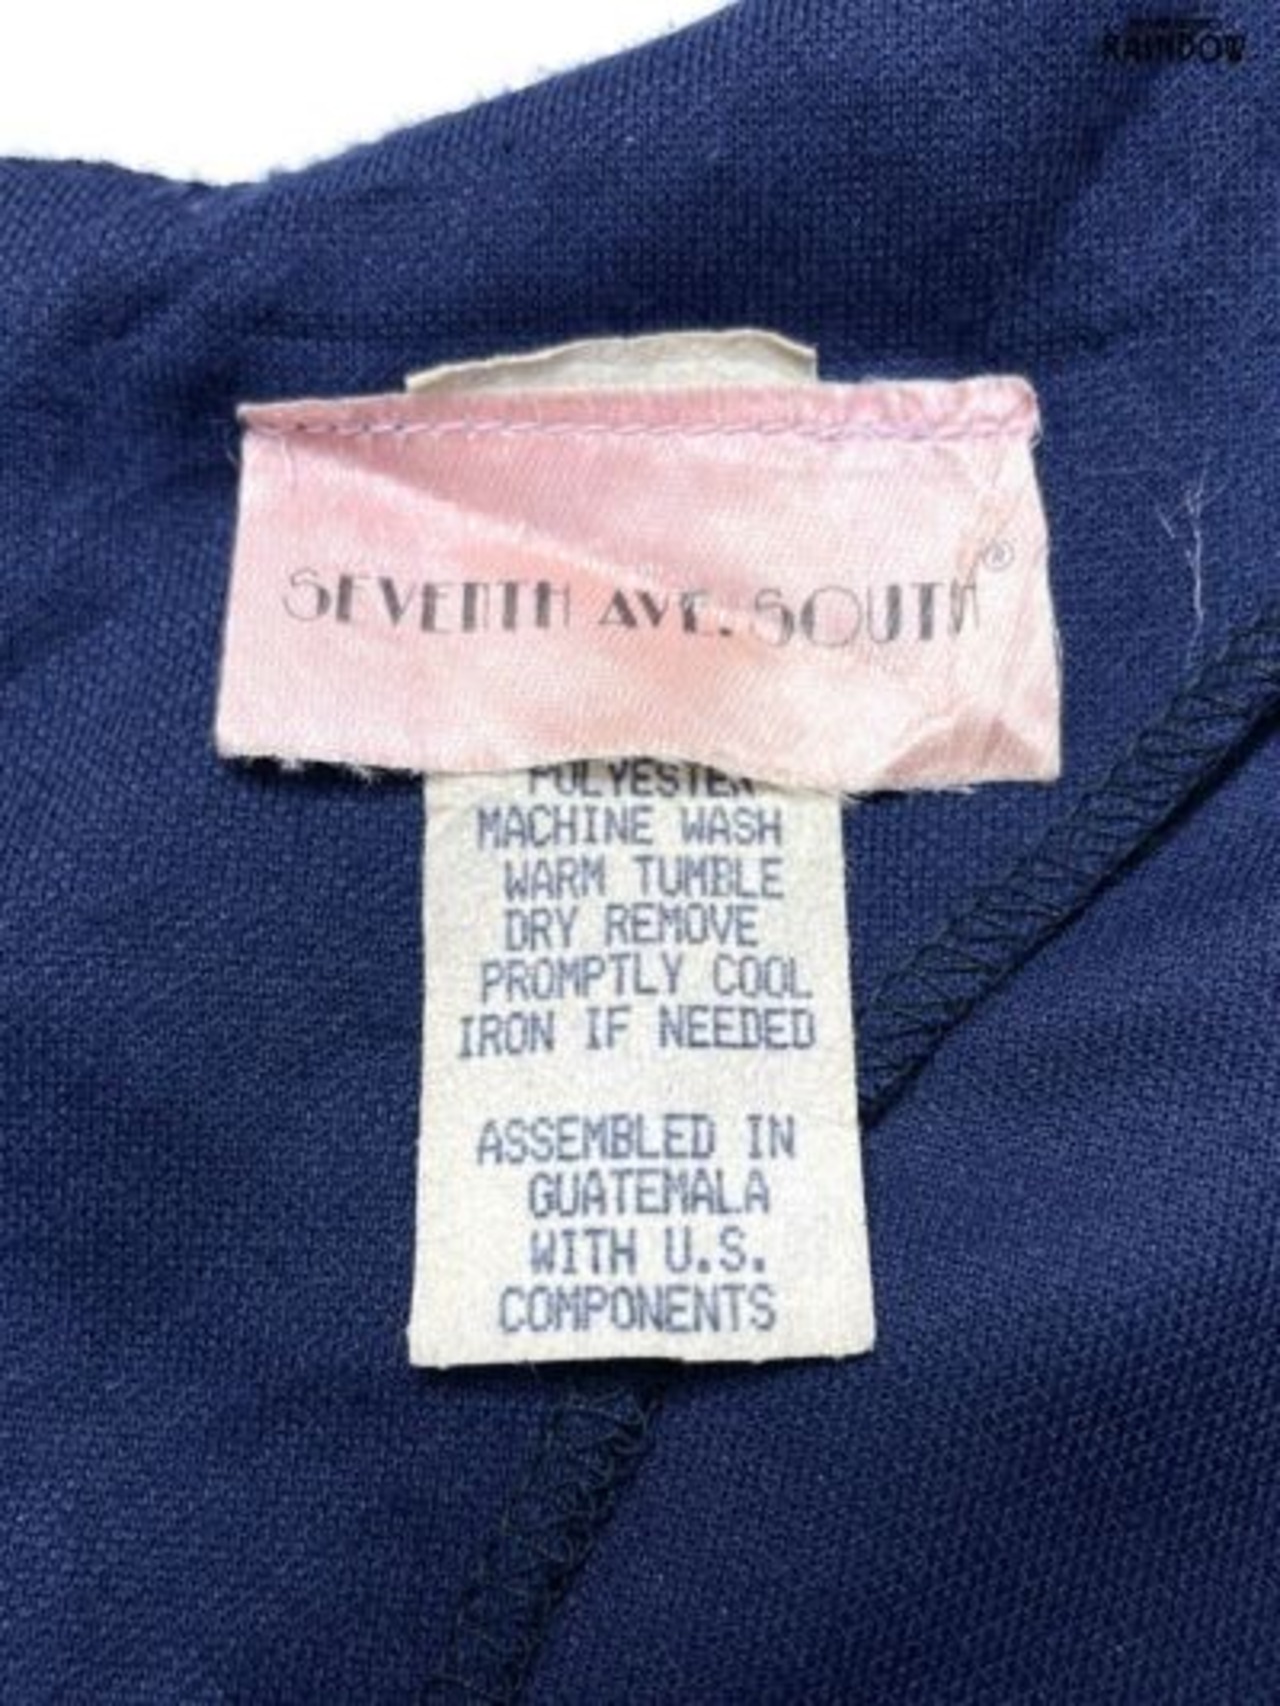 RAINBOW
SEVENTH AVE. SOUTH®
POLYESTER
MACHINE WASH
WARM TUMBLE
DRY REMOVE
PROMPTLY COOL
IRON IF NEEDED
ASSEMBLED IN
GUATEMALA
WITH U.S.
COMPONENTS